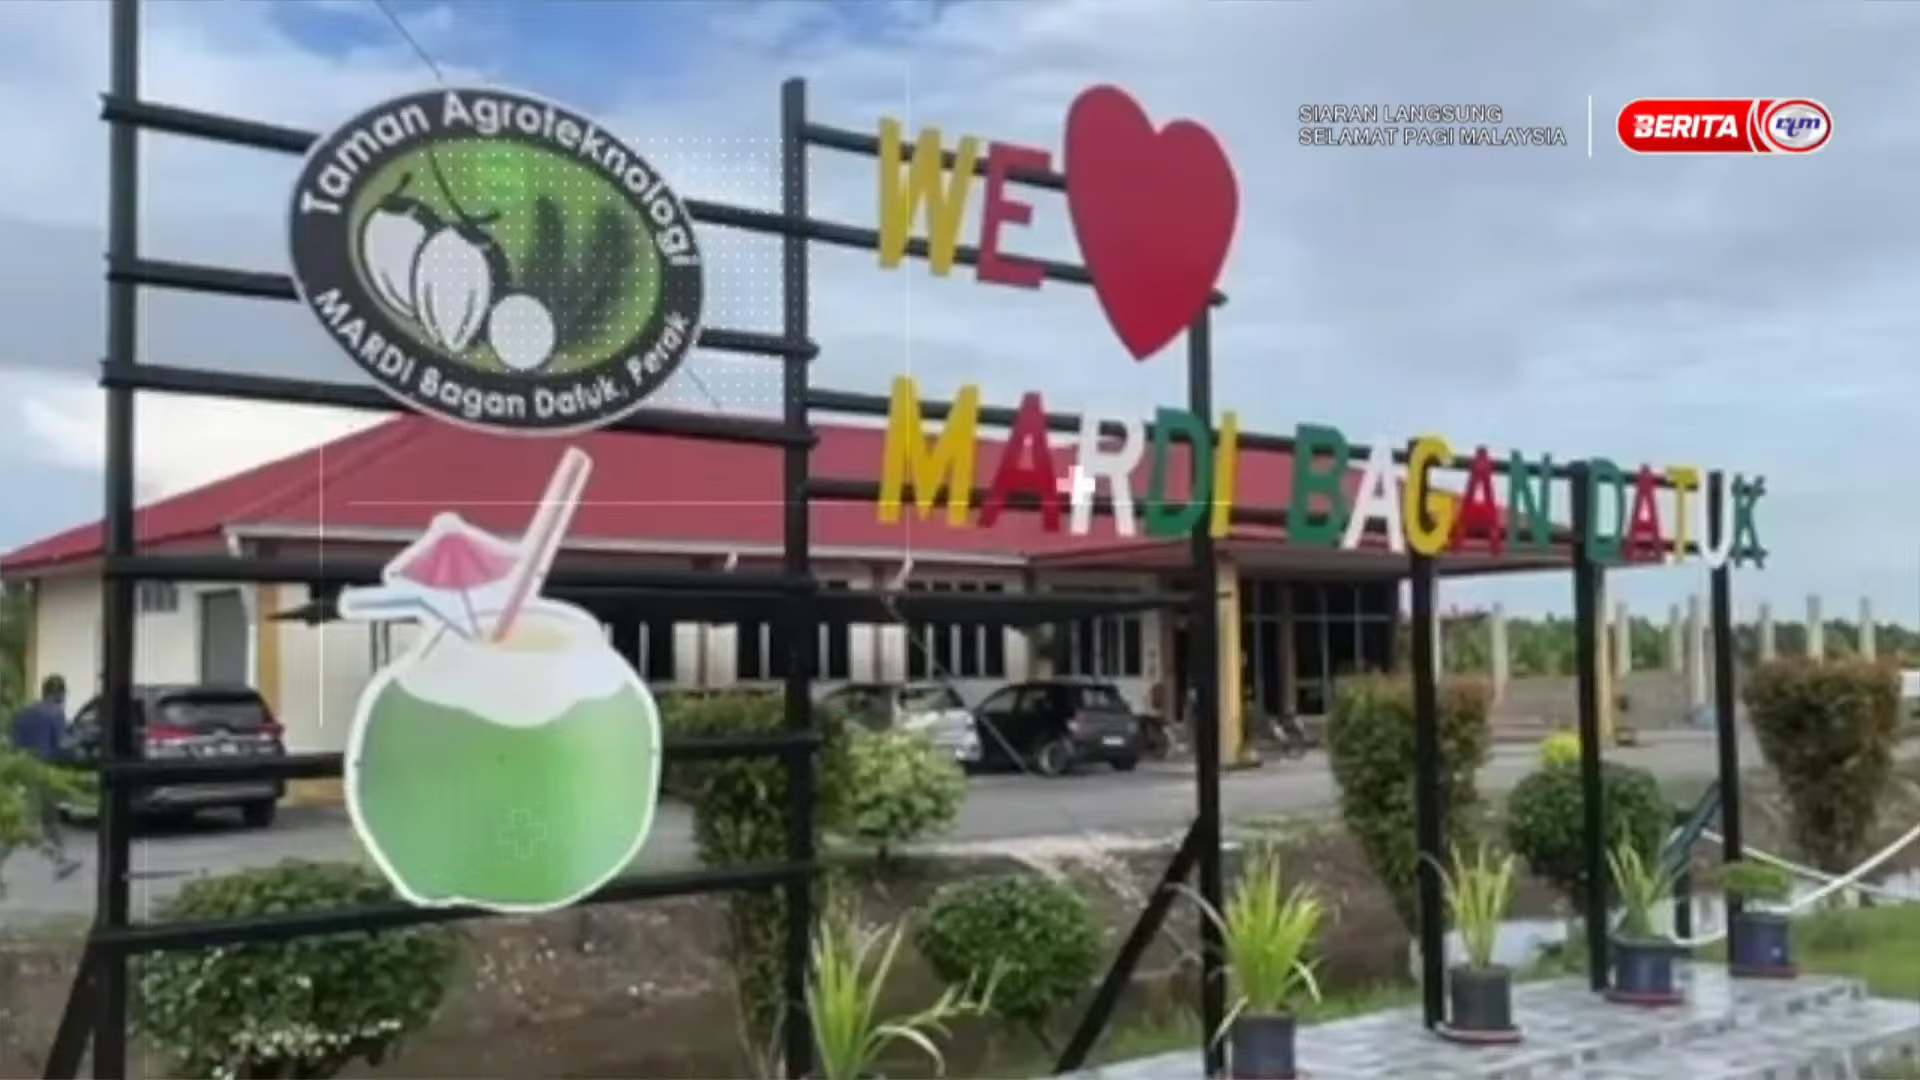 Taman Agroteknologi
MARDI Bagan Datuk, Perak
WE
MARDI BAGAN DATUK
SIARAN LANGSUNG
SELAMAT PAGI MALAYSIA
BERITA rtm